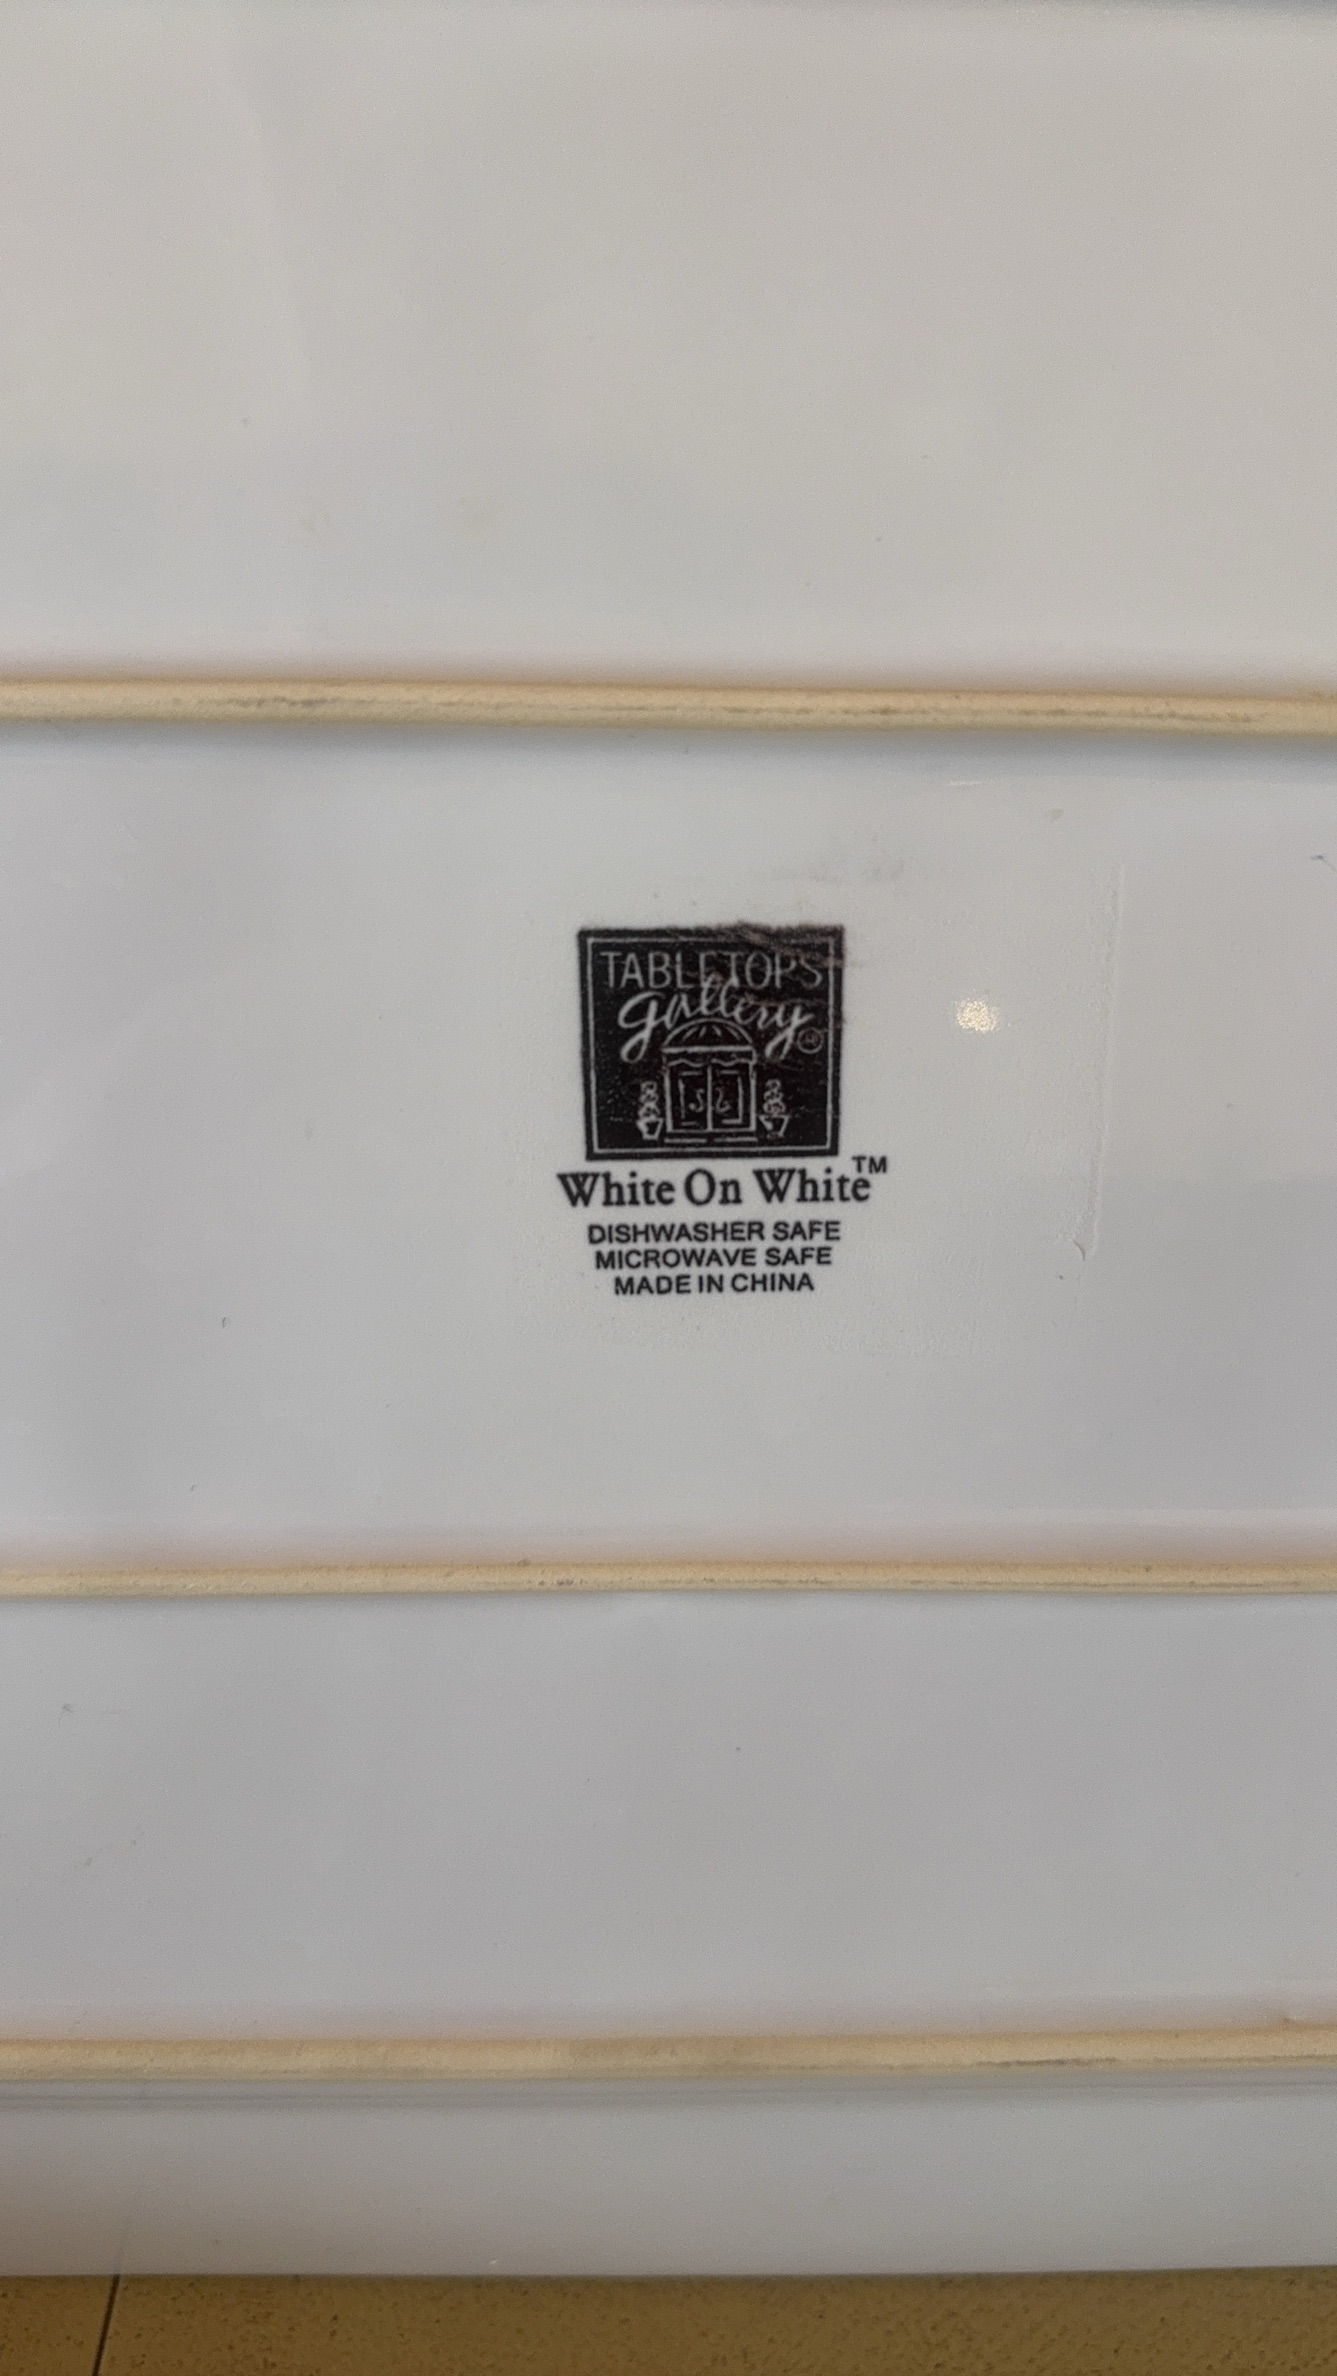 TABLETOPS
gallery®
White On White™
DISHWASHER SAFE
MICROWAVE SAFE
MADE IN CHINA